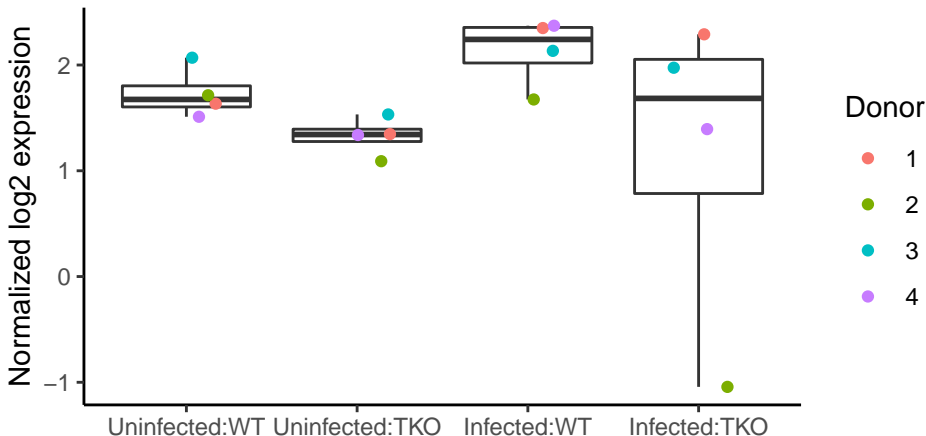 Normalized log2 expression
2
1
0
−1
Uninfected:WT Uninfected:TKO Infected:WT Infected:TKO
Donor
1
2
3
4